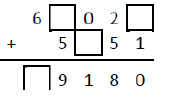 6 □ 0 2 □
+ 5 □ 5 1
□ 9 1 8 0